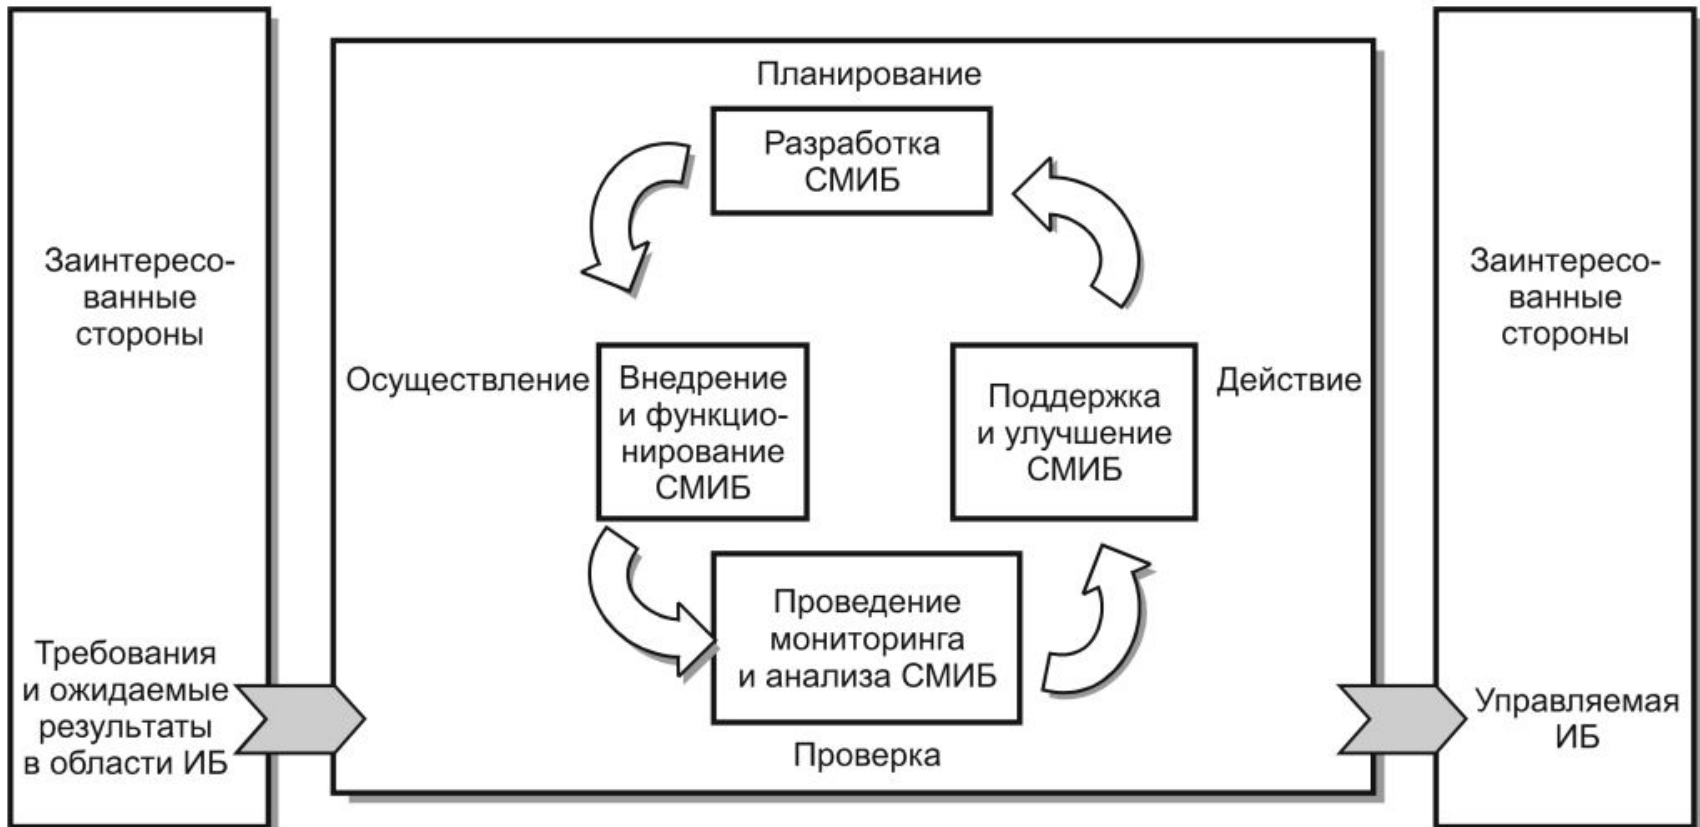 Заинтересо-
ванные
стороны
Требования
и ожидаемые
результаты
в области ИБ
Планирование
Разработка
СМИБ
Осуществление
Внедрение
и функцио-
нирование
СМИБ
Поддержка
и улучшение
СМИБ
Действие
Проведение
мониторинга
и анализа СМИБ
Проверка
Заинтересо-
ванные
стороны
Управляемая
ИБ